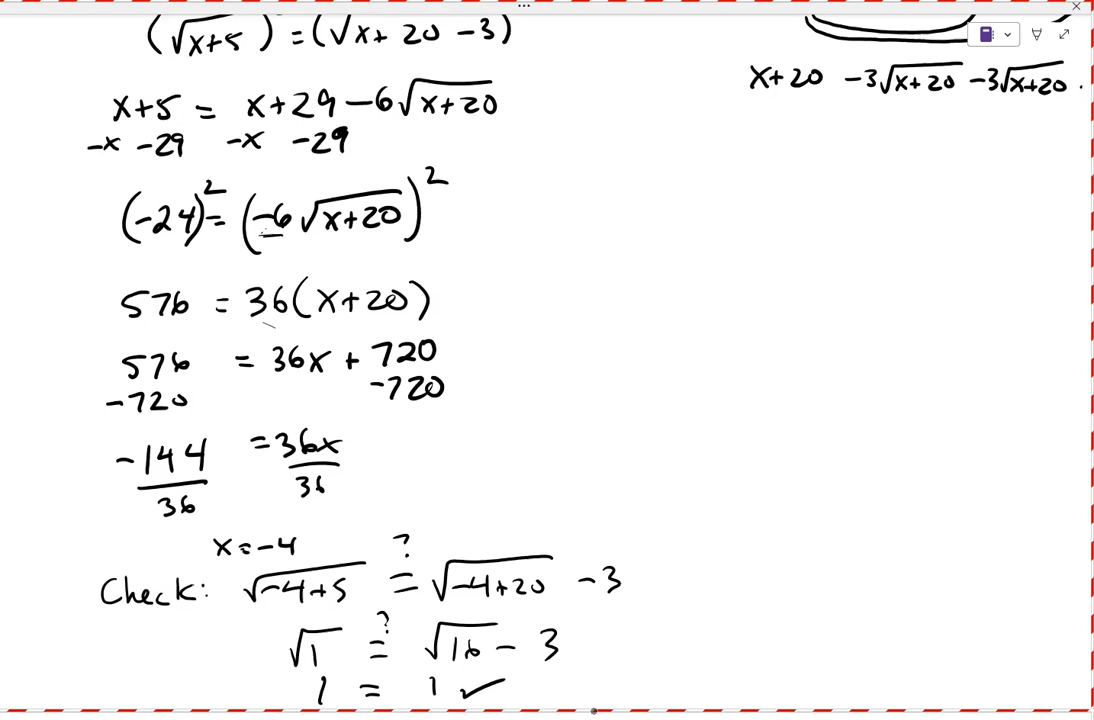 (√x+5)² = (√x+20 -3)
x+20 -3√x+20 -3√x+20
x+5 = x+29-6√x+20
-x -29 -x -29
(-24)² = (-6√x+20)²
576 = 36(x+20)
576 = 36x + 720
-720 -720
-144 = 36x
36 36
x=-4
Check: √-4+5 ?= √-4+20 -3
√1 ?= √16 - 3
1 = 1 ✓